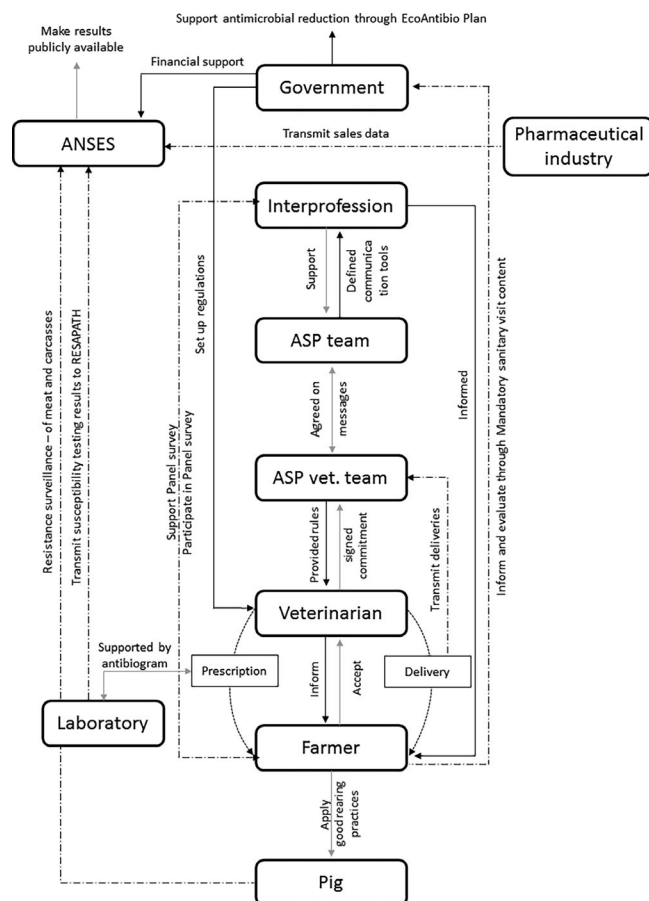 Support antimicrobial reduction through EcoAntibio Plan
Make results
publicly available
Financial support
Government
ANSES
Transmit sales data
Pharmaceutical
industry
Interprofession
Support
Defined
communica
tion tools
Set up regulations
ASP team
Informed
Inform and evaluate through Mandatory sanitary visit content
Agreed on
messages
Resistance surveillance – of meat and carcasses
Transmit susceptibility testing results to RESAPATH
Support Panel survey
Participate in Panel survey
ASP vet. team
Provided rules
signed
commitment
Transmit deliveries
Veterinarian
Supported by
antibiogram
Prescription
Inform
Accept
Delivery
Laboratory
Farmer
Apply
good rearing
practices
Pig